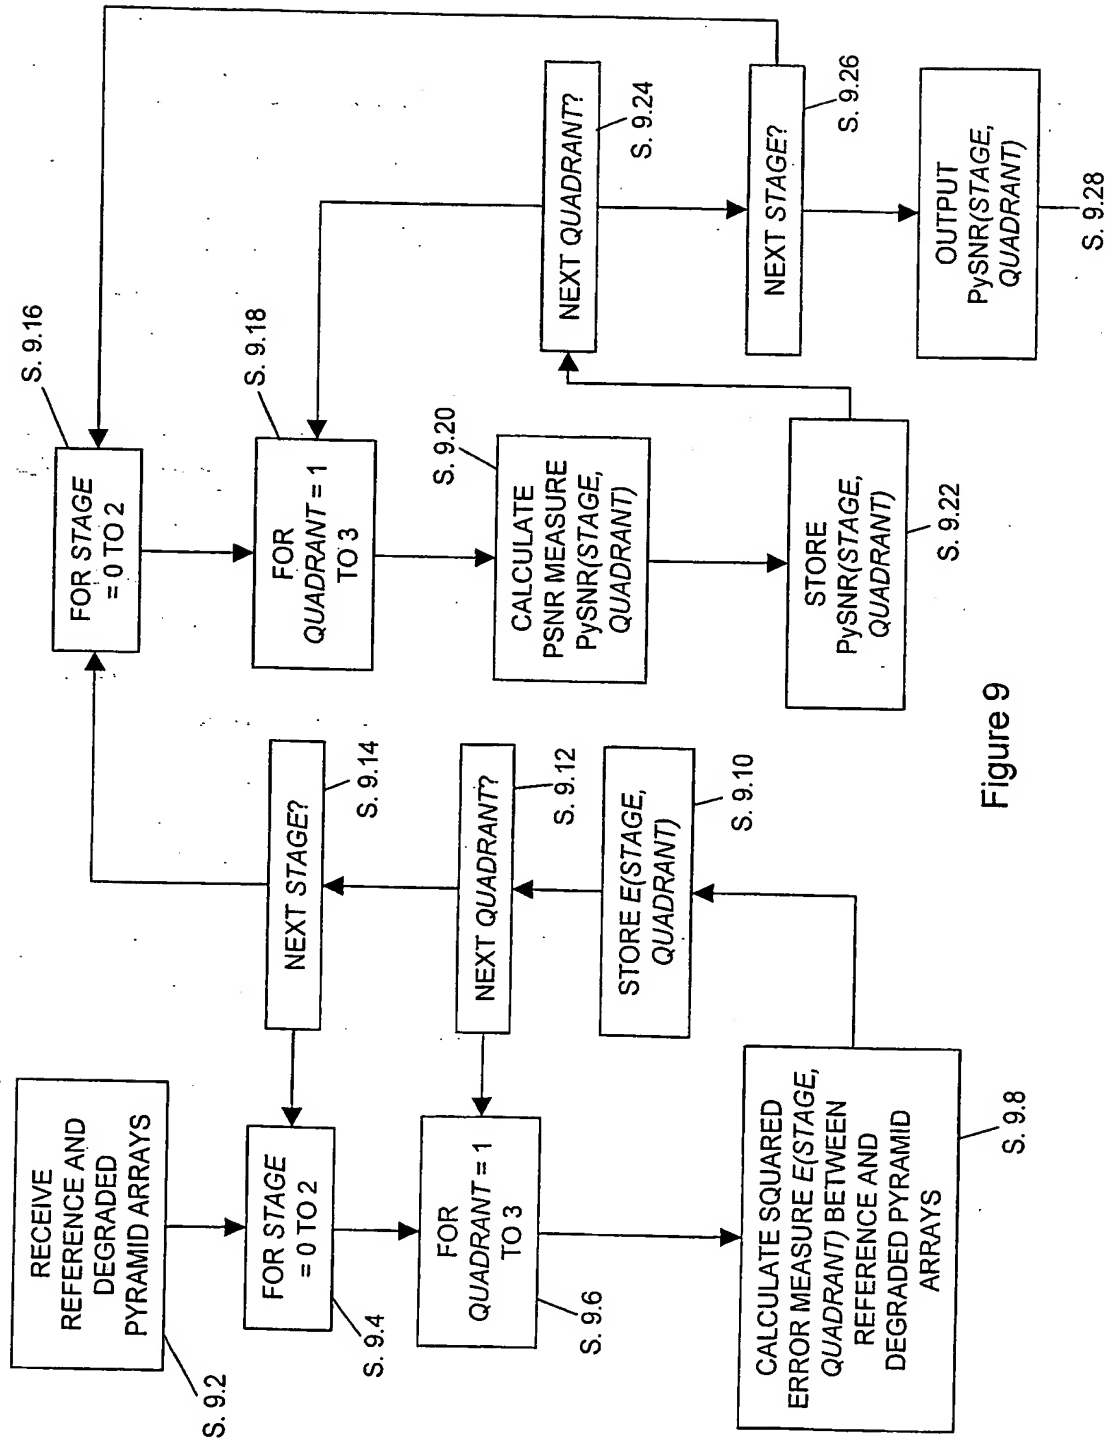 RECEIVE
REFERENCE AND
DEGRADED
PYRAMID ARRAYS
S. 9.2
FOR STAGE
= 0 TO 2
S. 9.4
FOR
QUADRANT = 1
TO 3
S. 9.6
CALCULATE SQUARED
ERROR MEASURE E(STAGE,
QUADRANT) BETWEEN
REFERENCE AND
DEGRADED PYRAMID
ARRAYS
S. 9.8
STORE E(STAGE,
QUADRANT)
S. 9.10
NEXT QUADRANT?
S. 9.12
NEXT STAGE?
S. 9.14
FOR STAGE
= 0 TO 2
S. 9.16
FOR
QUADRANT = 1
TO 3
S. 9.18
CALCULATE
PSNR MEASURE
PySNR(STAGE,
QUADRANT)
S. 9.20
STORE
PySNR(STAGE,
QUADRANT)
S. 9.22
NEXT QUADRANT?
S. 9.24
NEXT STAGE?
S. 9.26
OUTPUT
PySNR(STAGE,
QUADRANT)
S. 9.28
Figure 9